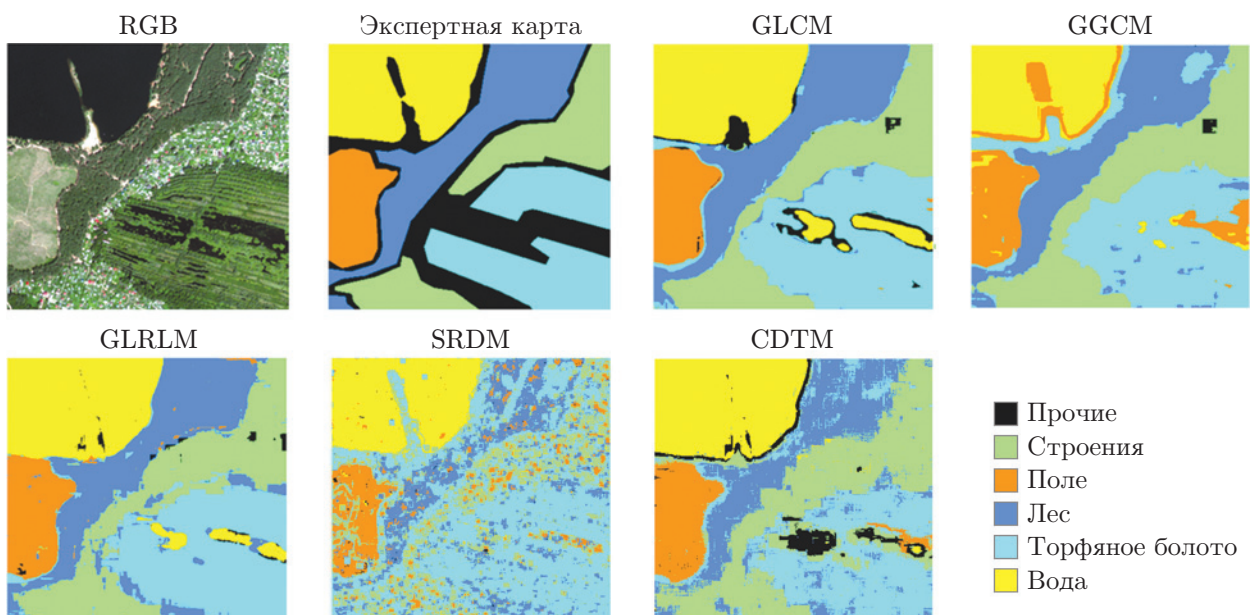 RGB
Экспертная карта
GLCM
GGCM
GLRLM
SRDM
CDTM
Прочие
Строения
Поле
Лес
Торфяное болото
Вода